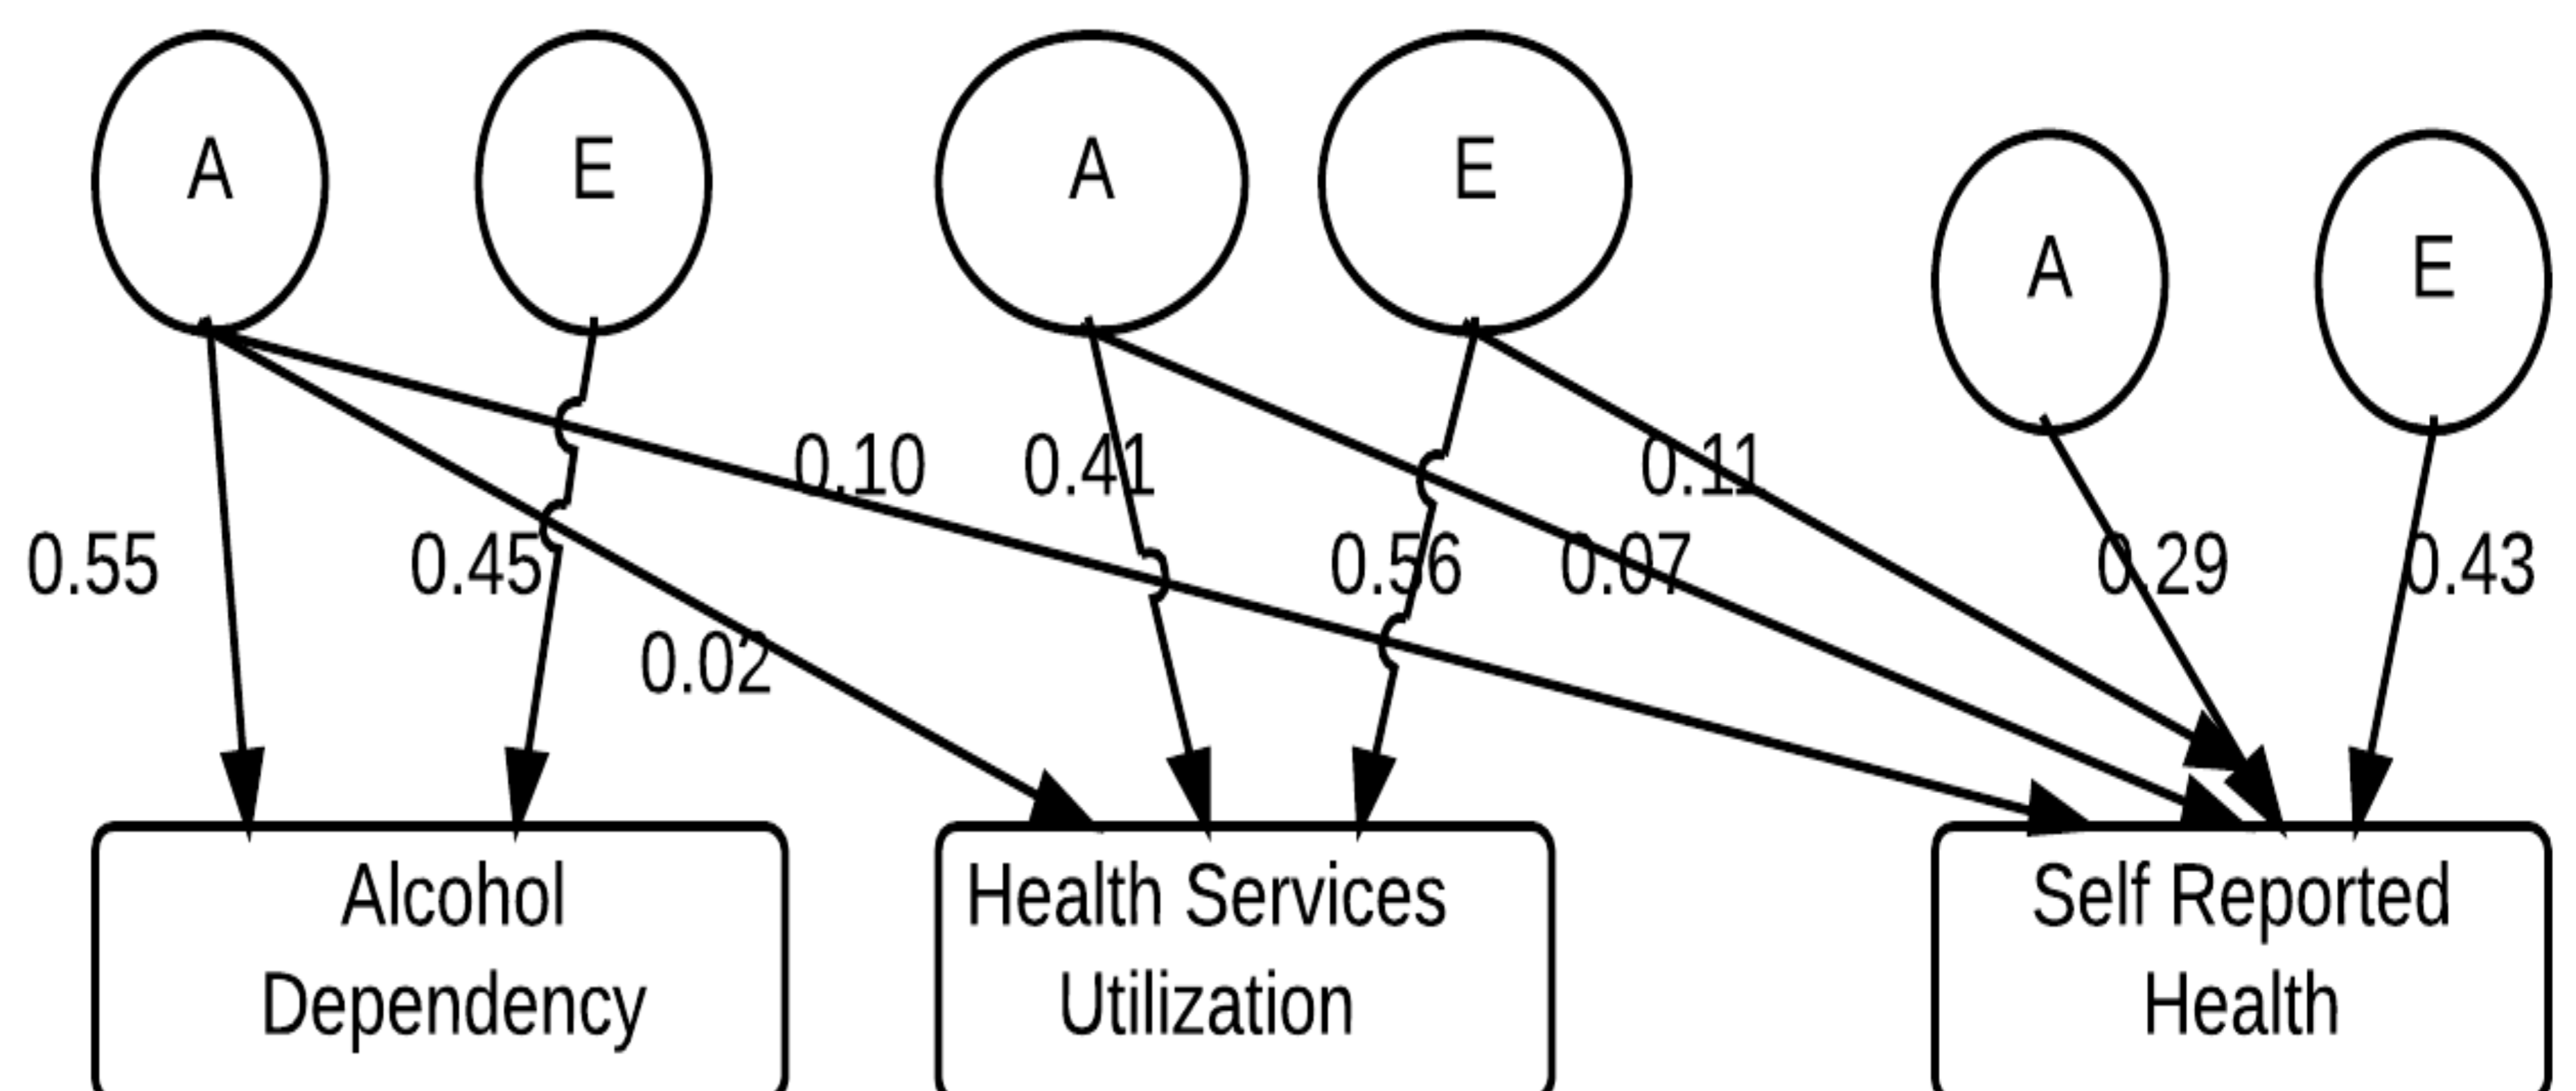 A
E
A
E
A
E
0.10
0.41
0.11
0.55
0.45
0.56
0.07
0.29
0.43
0.02
Alcohol
Dependency
Health Services
Utilization
Self Reported
Health